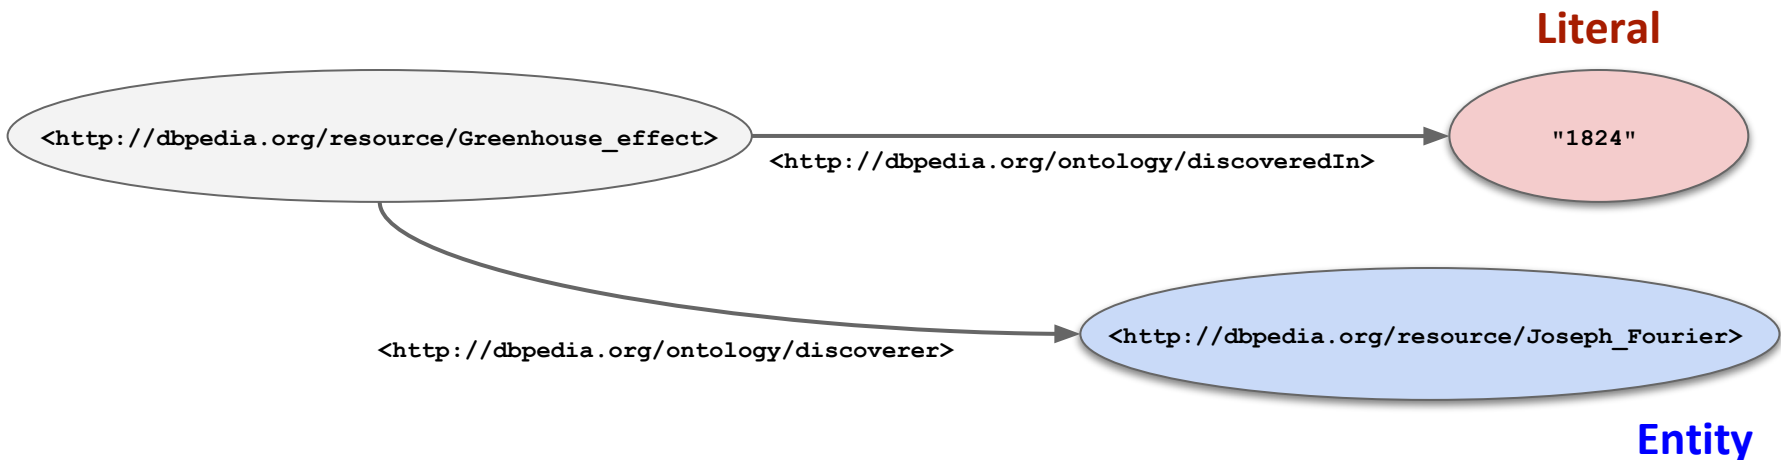 Literal
<http://dbpedia.org/resource/Greenhouse_effect>
"1824"
<http://dbpedia.org/ontology/discoveredIn>
<http://dbpedia.org/resource/Joseph_Fourier>
<http://dbpedia.org/ontology/discoverer>
Entity